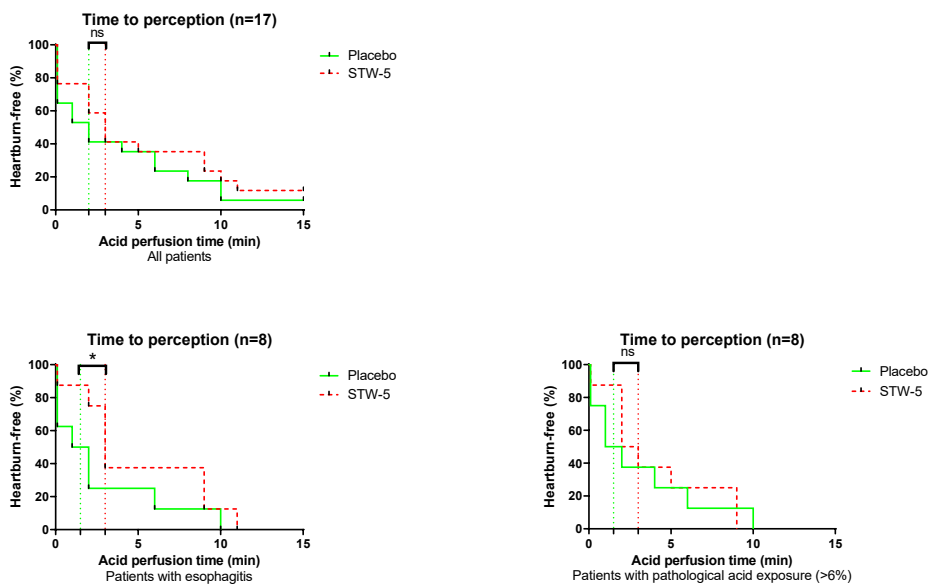 Time to perception (n=17)
ns
Placebo
STW-5
Heartburn-free (%)
100
80
60
40
20
0
0 5 10 15
Acid perfusion time (min)
All patients
Time to perception (n=8)
*
Placebo
STW-5
Heartburn-free (%)
100
80
60
40
20
0
0 5 10 15
Acid perfusion time (min)
Patients with esophagitis
Time to perception (n=8)
ns
Placebo
STW-5
Heartburn-free (%)
100
80
60
40
20
0
0 5 10 15
Acid perfusion time (min)
Patients with pathological acid exposure (>6%)